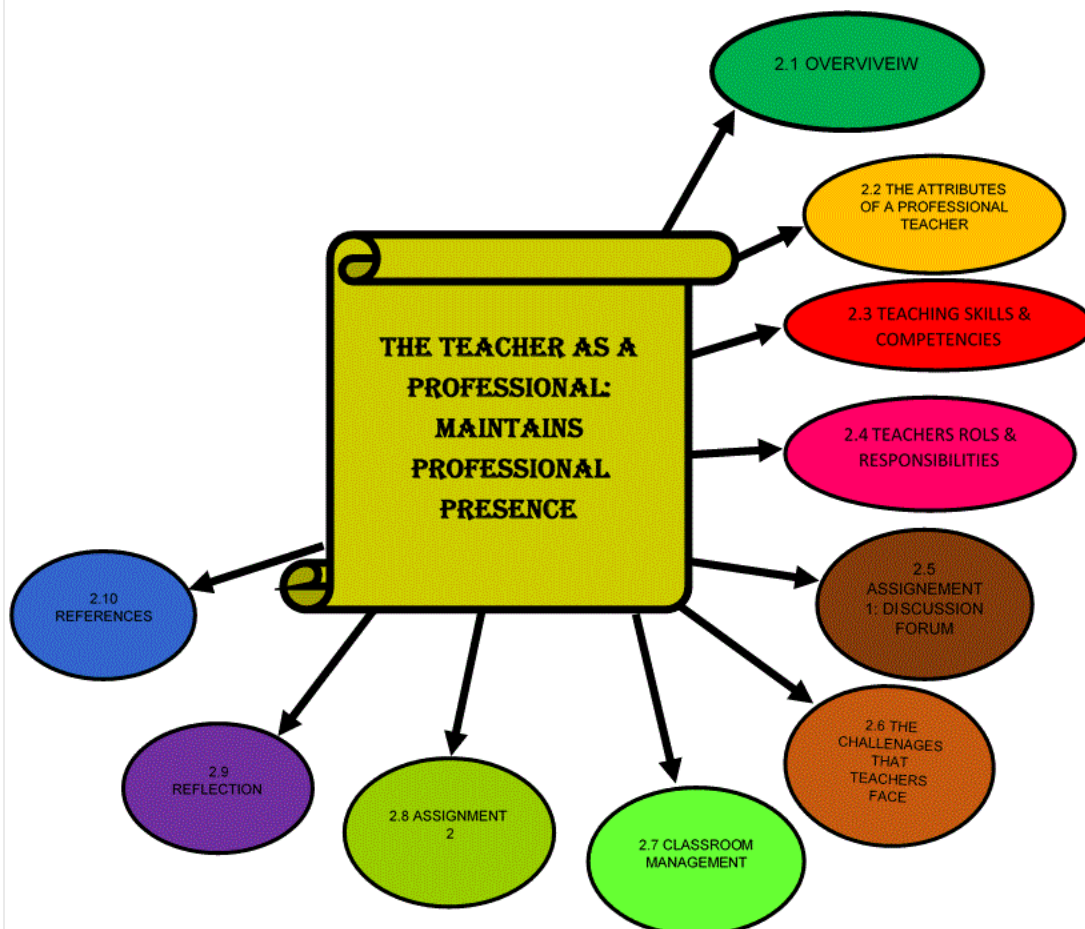 2.1 OVERVIVEIW
2.2 THE ATTRIBUTES
OF A PROFESSIONAL
TEACHER
2.3 TEACHING SKILLS &
COMPETENCIES
THE TEACHER AS A
PROFESSIONAL:
MAINTAINS
PROFESSIONAL
PRESENCE
2.4 TEACHERS ROLS &
RESPONSIBILITIES
2.5
ASSIGNEMENT
1: DISCUSSION
FORUM
2.6 THE
CHALLENAGES
THAT
TEACHERS
FACE
2.7 CLASSROOM
MANAGEMENT
2.8 ASSIGNMENT
2
2.9
REFLECTION
2.10
REFERENCES